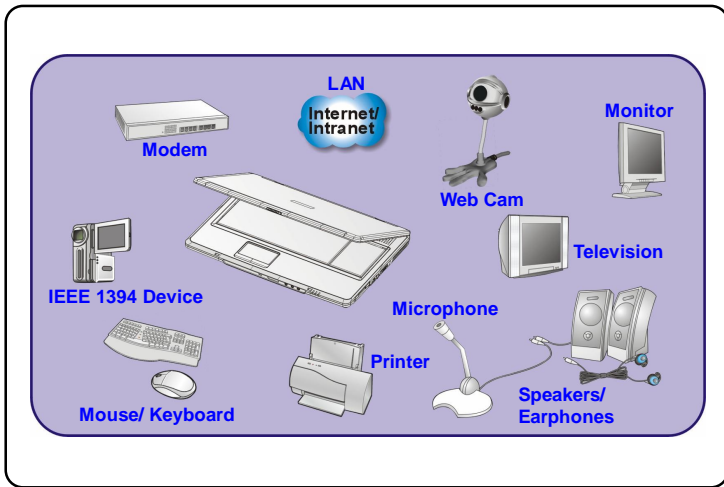 LAN
Internet/
Intranet
Modem
Web Cam
Monitor
IEEE 1394 Device
Television
Microphone
Mouse/ Keyboard
Printer
Speakers/
Earphones